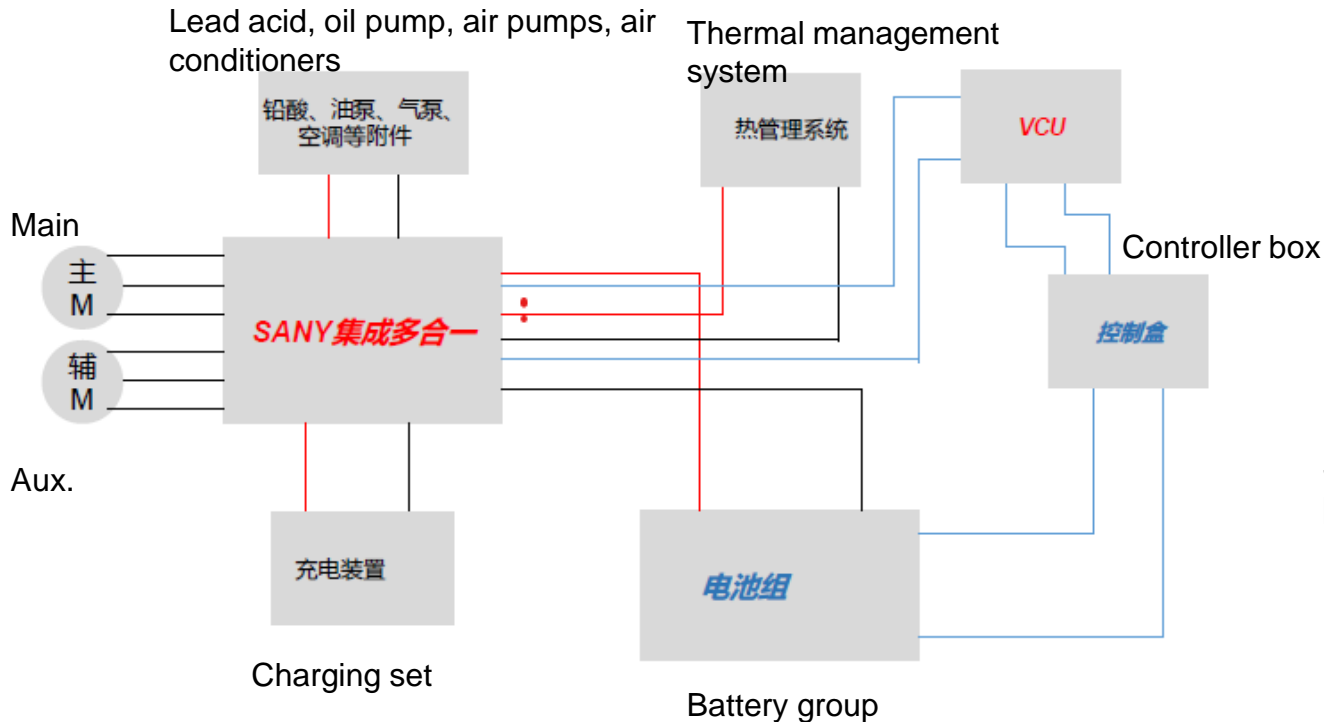 Lead acid, oil pump, air pumps, air
conditioners
Thermal management
system
铅酸、油泵、气泵、
空调等附件
热管理系统
VCU
Main
Controller box
主
M
SANY集成多合一
控制盒
辅
M
Aux.
充电装置
电池组
Charging set
Battery group